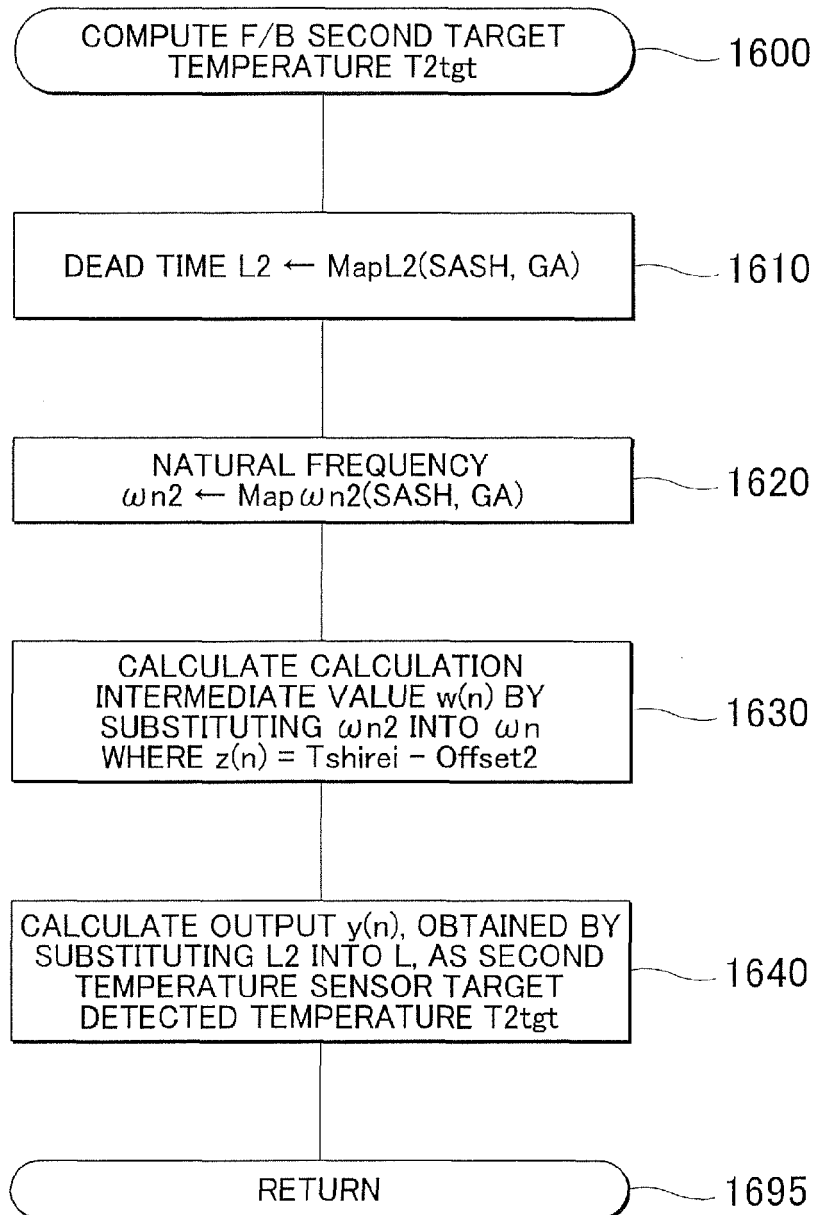 COMPUTE F/B SECOND TARGET
TEMPERATURE T2tgt
1600
DEAD TIME L2 ← MapL2(SASH, GA)
1610
NATURAL FREQUENCY
ωn2 ← Mapωn2(SASH, GA)
1620
CALCULATE CALCULATION
INTERMEDIATE VALUE w(n) BY
SUBSTITUTING ωn2 INTO ωn
WHERE z(n) = Tshirei − Offset2
1630
CALCULATE OUTPUT y(n), OBTAINED BY
SUBSTITUTING L2 INTO L, AS SECOND
TEMPERATURE SENSOR TARGET
DETECTED TEMPERATURE T2tgt
1640
RETURN
1695